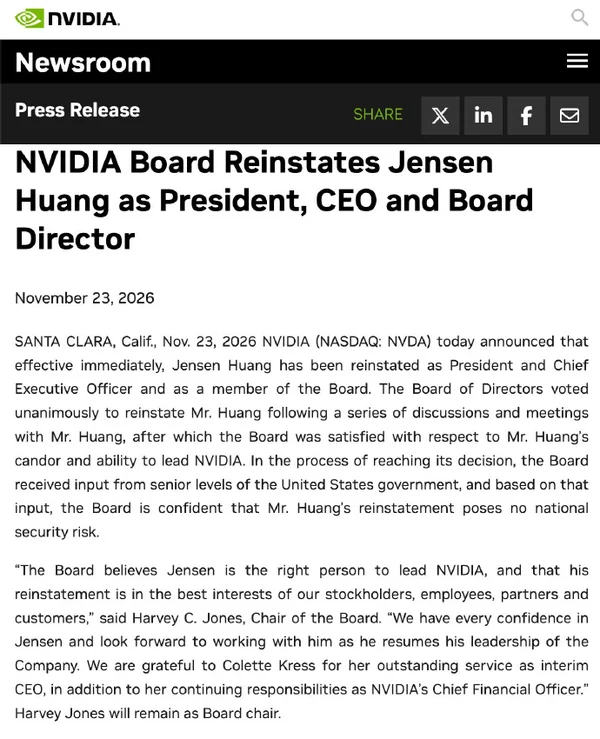 NVIDIA.
Newsroom
Press Release
SHARE
NVIDIA Board Reinstates Jensen
Huang as President, CEO and Board
Director
November 23, 2026
SANTA CLARA, Calif., Nov. 23, 2026 NVIDIA (NASDAQ: NVDA) today announced that
effective immediately, Jensen Huang has been reinstated as President and Chief
Executive Officer and as a member of the Board. The Board of Directors voted
unanimously to reinstate Mr. Huang following a series of discussions and meetings
with Mr. Huang, after which the Board was satisfied with respect to Mr. Huang’s
candor and ability to lead NVIDIA. In the process of reaching its decision, the Board
received input from senior levels of the United States government, and based on that
input, the Board is confident that Mr. Huang’s reinstatement poses no national
security risk.
“The Board believes Jensen is the right person to lead NVIDIA, and that his
reinstatement is in the best interests of our stockholders, employees, partners and
customers,” said Harvey C. Jones, Chair of the Board. “We have every confidence in
Jensen and look forward to working with him as he resumes his leadership of the
Company. We are grateful to Colette Kress for her outstanding service as interim
CEO, in addition to her continuing responsibilities as NVIDIA’s Chief Financial Officer.”
Harvey Jones will remain as Board chair.